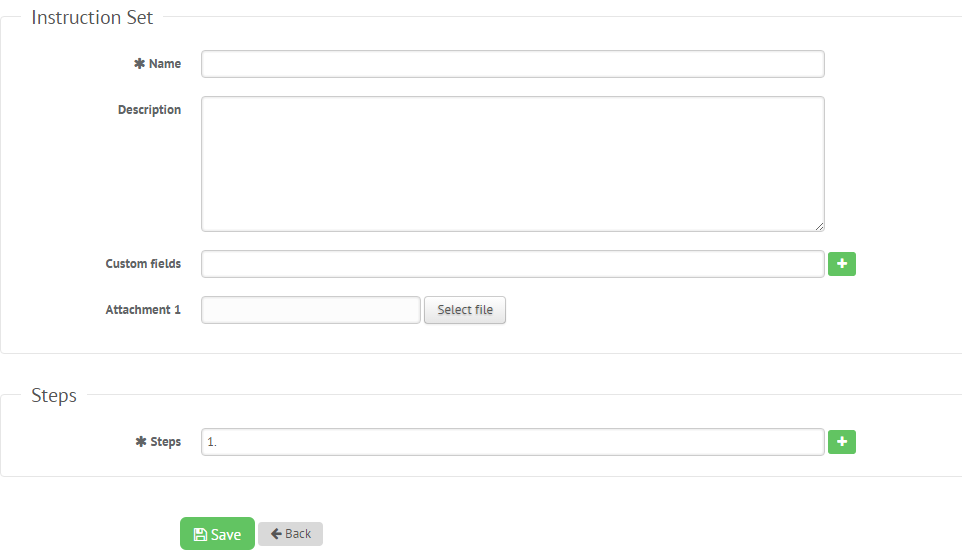 Instruction Set
✱ Name
Description
Custom fields
+
Attachment 1
Select file
Steps
✱ Steps
1.
+
Save
Back